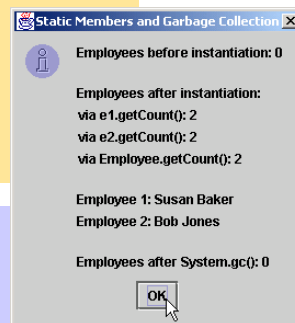 Static Members and Garbage Collection
Employees before instantiation: 0
Employees after instantiation:
via e1.getCount(): 2
via e2.getCount(): 2
via Employee.getCount(): 2
Employee 1: Susan Baker
Employee 2: Bob Jones
Employees after System.gc(): 0
OK